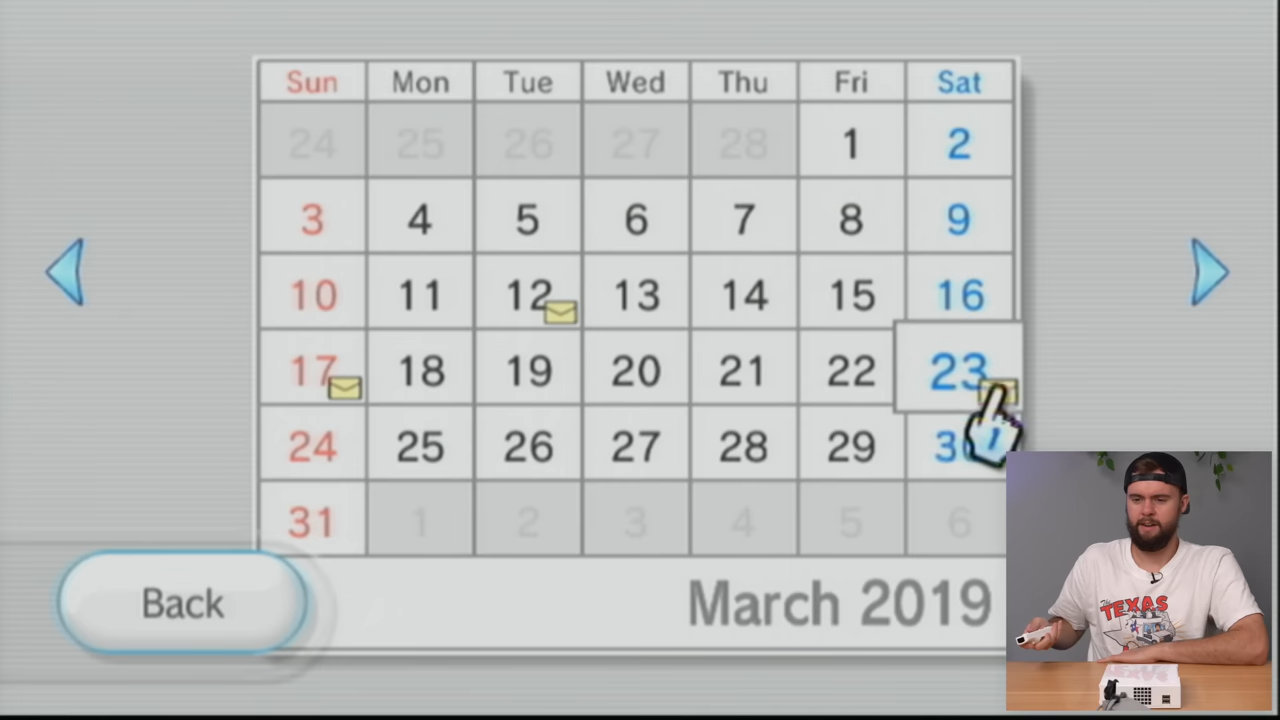 Sun Mon Tue Wed Thu Fri Sat
24 25 26 27 28 1 2
3 4 5 6 7 8 9
10 11 12 13 14 15 16
17 18 19 20 21 22 23
24 25 26 27 28 29 30
31 1 2 3 4 5 6
March 2019
Back
1
TEXAS